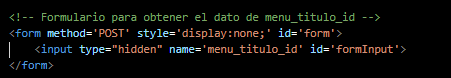 <!-- Formulario para obtener el dato de menu_titulo_id -->
<form method='POST' style='display:none;' id='form'>
<input type="hidden" name='menu_titulo_id' id='formInput'>
</form>